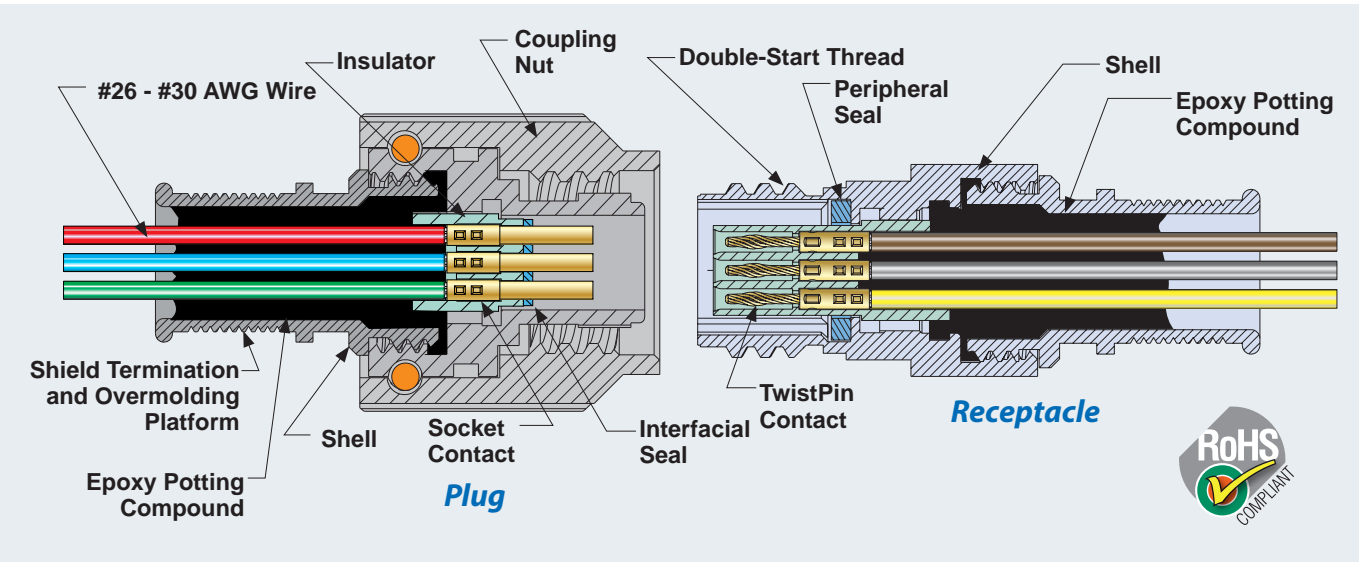 Insulator
Coupling
Nut
#26 - #30 AWG Wire
Shield Termination
and Overmolding
Platform
Epoxy Potting
Compound
Shell
Socket
Contact
Interfacial
Seal
Plug
Double-Start Thread
Peripheral
Seal
Shell
Epoxy Potting
Compound
TwistPin
Contact
Receptacle
RoHS
COMPLIANT